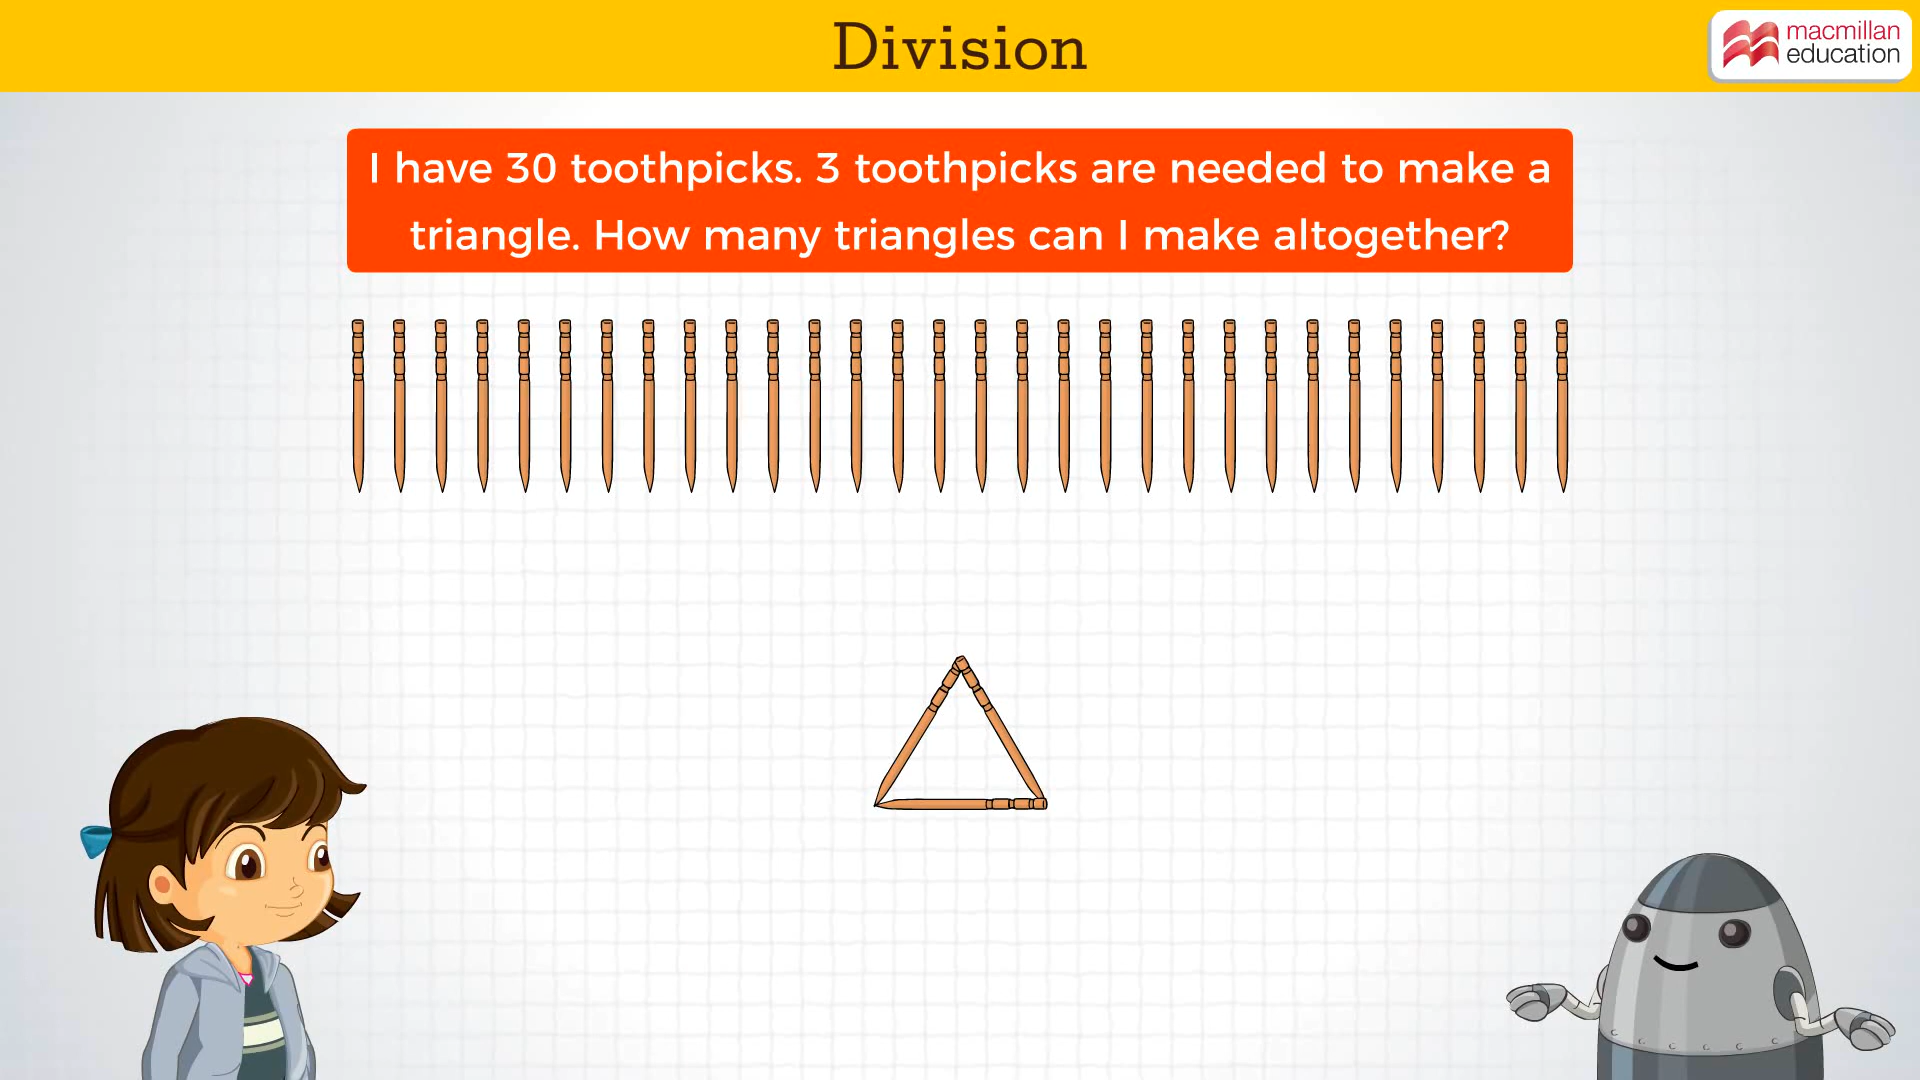 Division
macmillan
education
I have 30 toothpicks. 3 toothpicks are needed to make a
triangle. How many triangles can I make altogether?